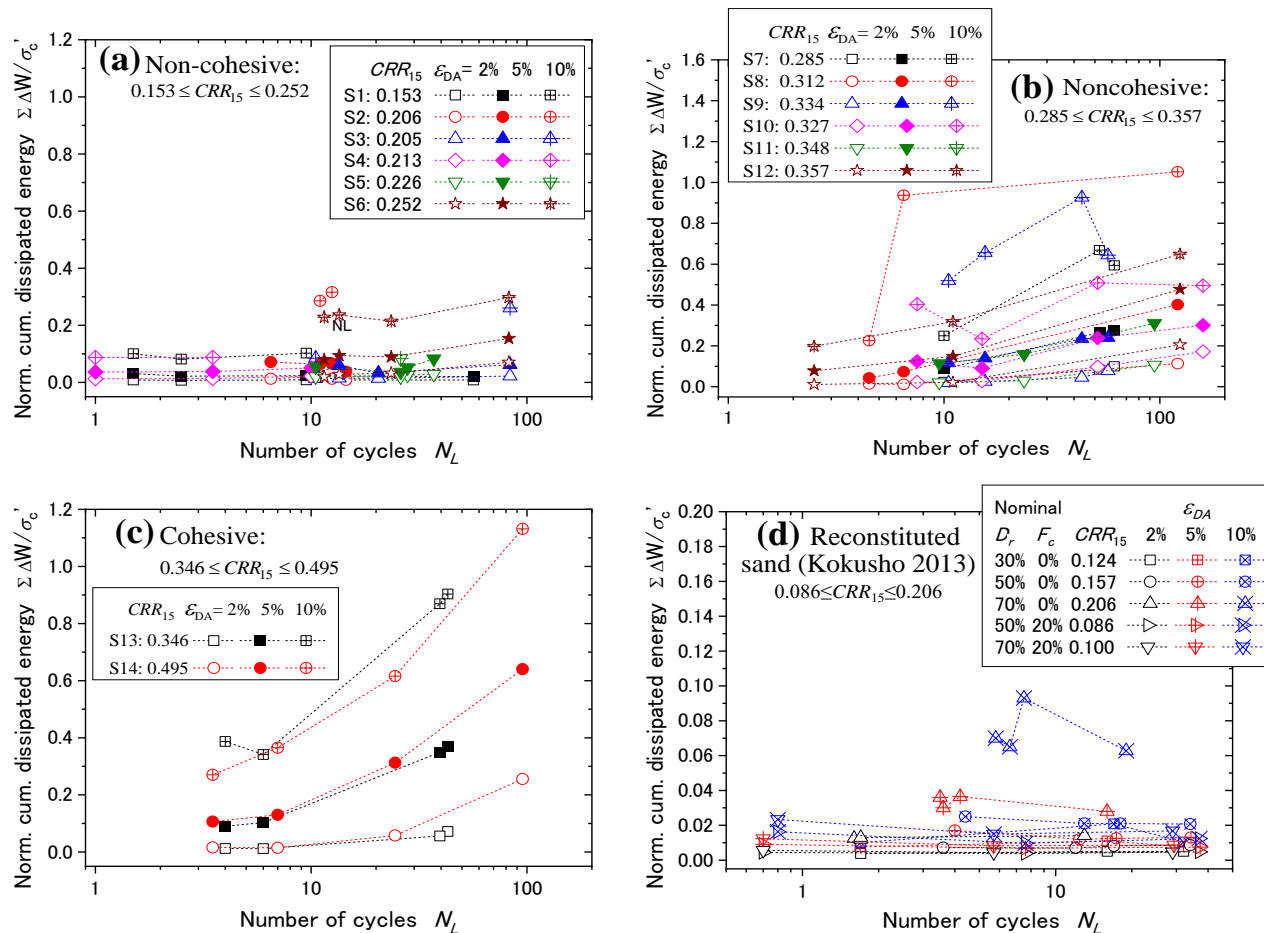 (a) Non-cohesive:
0.153 ≤ CRR15 ≤ 0.252
CRR15 εDA= 2% 5% 10%
S1: 0.153
S2: 0.206
S3: 0.205
S4: 0.213
S5: 0.226
S6: 0.252
NL
1.2
1.0
0.8
0.6
0.4
0.2
0.0
1 10 100
Norm. cum. dissipated energy Σ ΔW/σc'
Number of cycles NL
(b) Noncohesive:
0.285 ≤ CRR15 ≤ 0.357
CRR15 εDA= 2% 5% 10%
S7: 0.285
S8: 0.312
S9: 0.334
S10: 0.327
S11: 0.348
S12: 0.357
1.8
1.6
1.4
1.2
1.0
0.8
0.6
0.4
0.2
0.0
1 10 100
Norm. cum. dissipated energy Σ ΔW/σc'
Number of cycles NL
(c) Cohesive:
0.346 ≤ CRR15 ≤ 0.495
CRR15 εDA= 2% 5% 10%
S13: 0.346
S14: 0.495
1.2
1.0
0.8
0.6
0.4
0.2
0.0
1 10 100
Norm. cum. dissipated energy Σ ΔW/σc'
Number of cycles NL
(d) Reconstituted
sand (Kokusho 2013)
0.086≤CRR15≤0.206
Nominal εDA
Dr Fc CRR15 2% 5% 10%
30% 0% 0.124
50% 0% 0.157
70% 0% 0.206
50% 20% 0.086
70% 20% 0.100
0.20
0.18
0.16
0.14
0.12
0.10
0.08
0.06
0.04
0.02
0.00
1 10
Norm. cum. dissipated energy Σ ΔW/σc'
Number of cycles NL